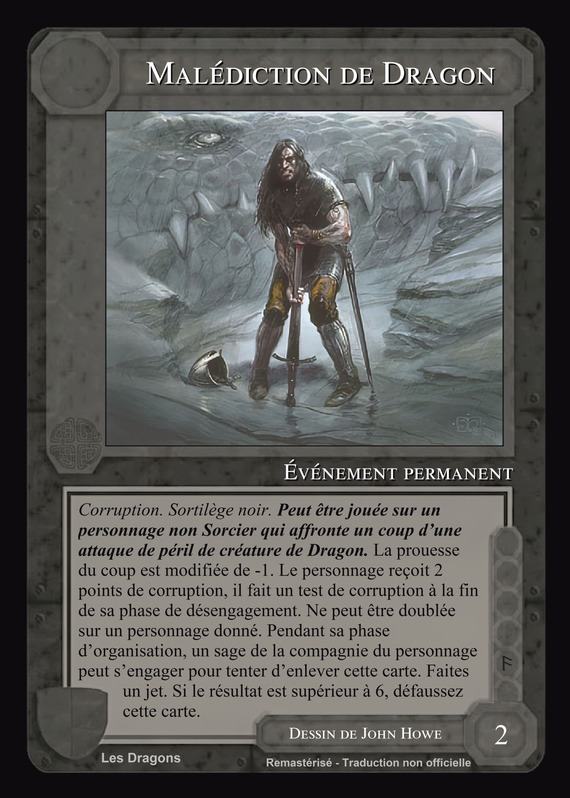 Malédiction de Dragon
Événement permanent
Corruption. Sortilège noir. Peut être jouée sur un
personnage non Sorcier qui affronte un coup d'une
attaque de péril de créature de Dragon. La prouesse
du coup est modifiée de -1. Le personnage reçoit 2
points de corruption, il fait un test de corruption à la fin
de sa phase de désengagement. Ne peut être doublée
sur un personnage donné. Pendant sa phase
d'organisation, un sage de la compagnie du personnage
peut s'engager pour tenter d'enlever cette carte. Faites
un jet. Si le résultat est supérieur à 6, défaussez
cette carte.
Dessin de John Howe
2
Les Dragons
Remastérisé - Traduction non officielle